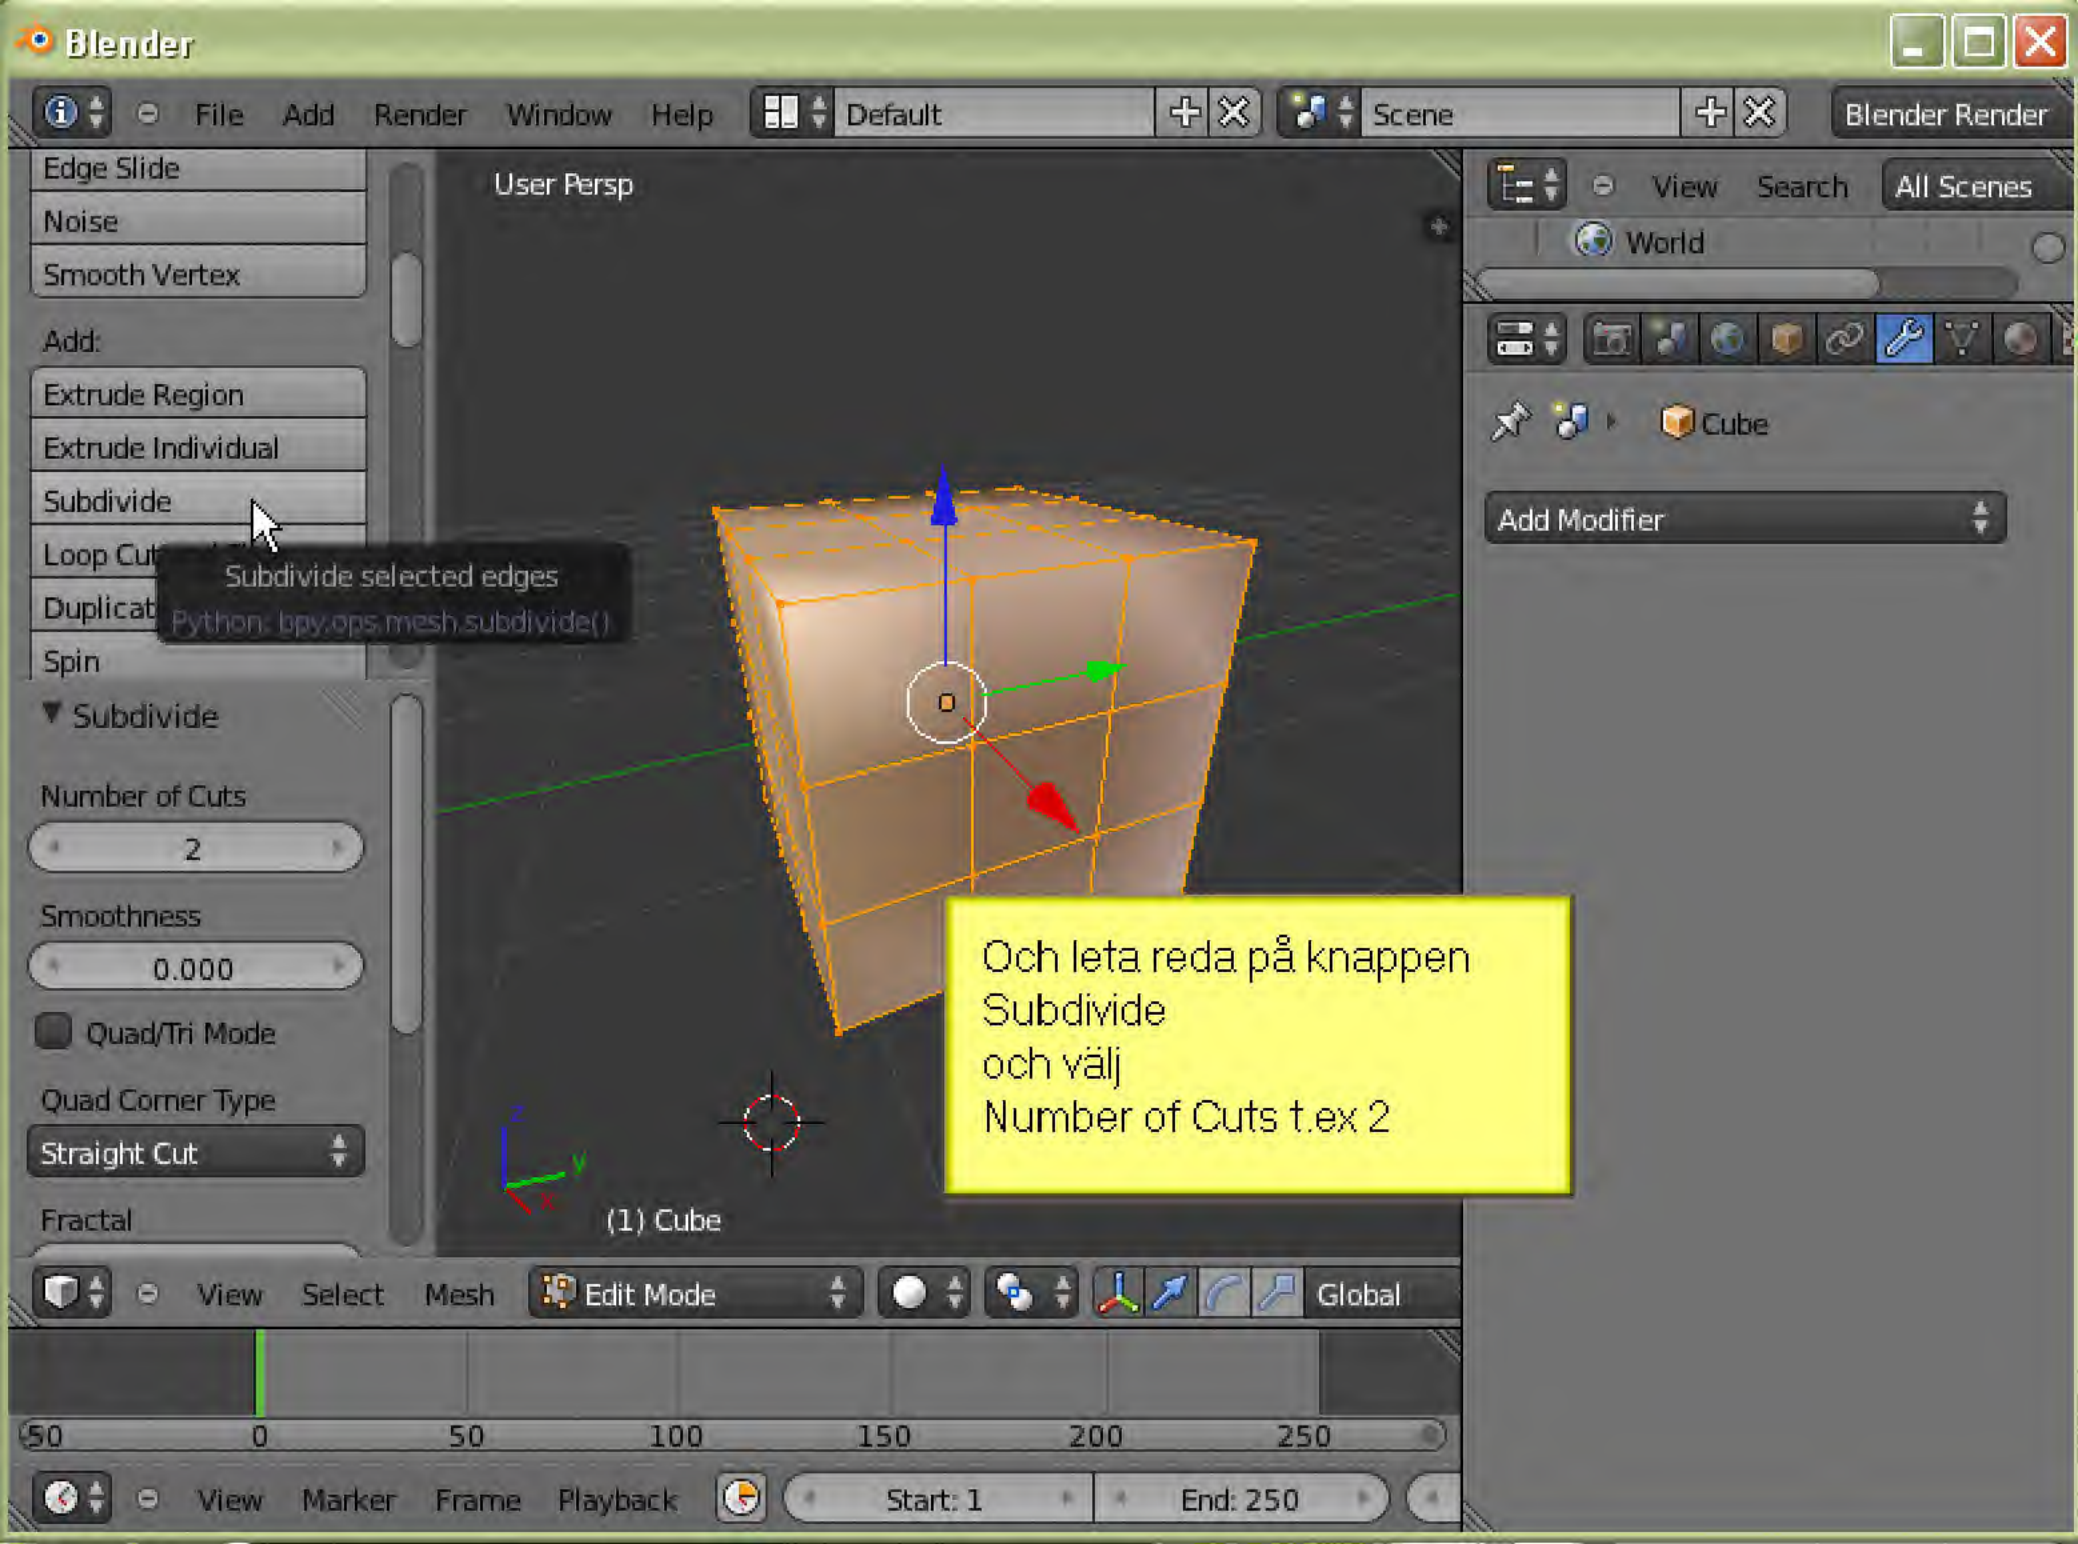 Blender
File Add Render Window Help Default Scene Blender Render
Edge Slide
Noise
Smooth Vertex
Add:
Extrude Region
Extrude Individual
Subdivide
Loop Cut
Subdivide selected edges
Python: bpy.ops.mesh.subdivide()
Spin
Subdivide
Number of Cuts
2
Smoothness
0.000
Quad/Tri Mode
Quad Corner Type
Straight Cut
Fractal
User Persp
z
y
x
(1) Cube
Och leta reda på knappen
Subdivide
och välj
Number of Cuts t.ex 2
View Search All Scenes
World
Cube
Add Modifier
View Select Mesh Edit Mode Global
0 50 100 150 200 250
View Marker Frame Playback Start: 1 End: 250